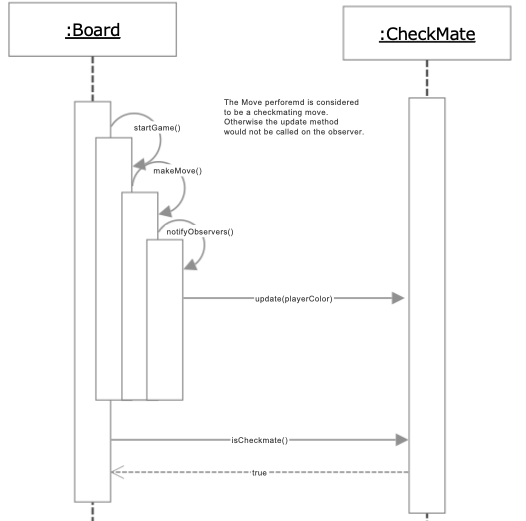 :Board
:CheckMate
The Move perforemd is considered
to be a checkmating move.
Otherwise the update method
would not be called on the observer.
startGame()
makeMove()
notifyObservers()
update(playerColor)
isCheckmate()
true